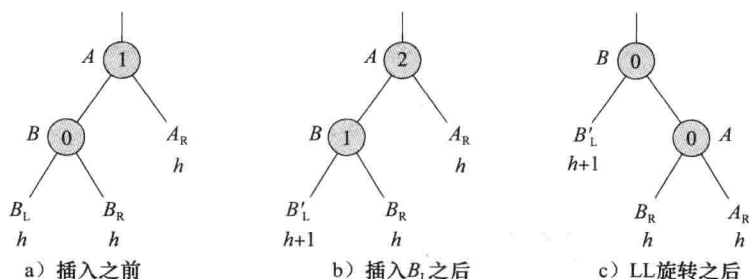 A 1
B 0
A_R
h
B_L
h
B_R
h
a）插入之前
A 2
B 1
A_R
h
B'_L
h+1
B_R
h
b）插入B_L之后
B 0
B'_L
h+1
0 A
B_R
h
A_R
h
c）LL旋转之后